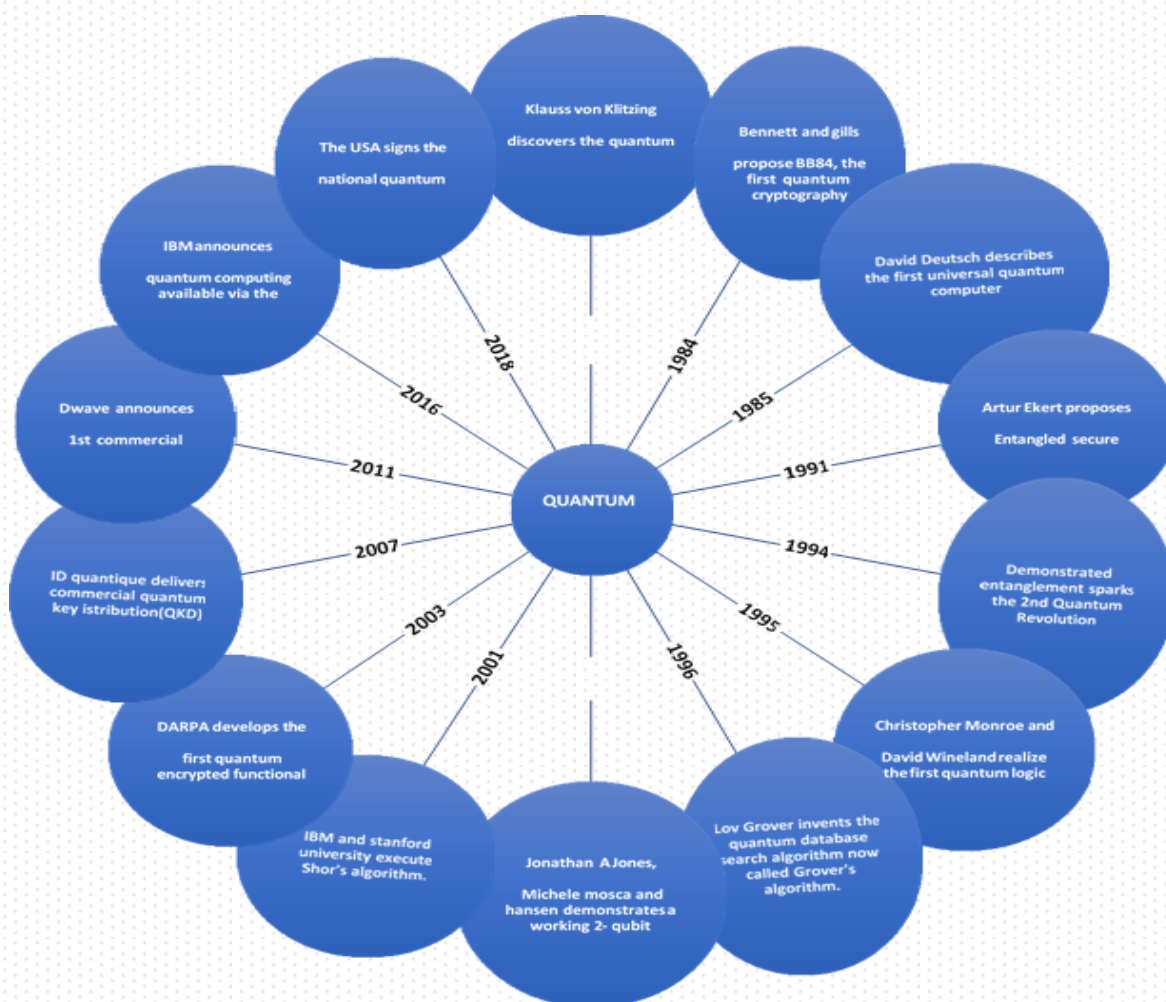 Klauss von Klitzing
discovers the quantum
Bennett and gills
propose BB84, the
first quantum
cryptography
David Deutsch describes
the first universal quantum
computer
Artur Ekert proposes
Entangled secure
Demonstrated
entanglement sparks
the 2nd Quantum
Revolution
Christopher Monroe and
David Wineland realize
the first quantum logic
Lov Grover invents the
quantum database
search algorithm now
called Grover's
algorithm.
Jonathan A Jones,
Michele mosca and
hansen demonstrates a
working 2- qubit
IBM and stanford
university execute
Shor's algorithm.
DARPA develops the
first quantum
encrypted functional
ID quantique delivers
commercial quantum
key istribution(QKD)
Dwave announces
1st commercial
IBM announces
quantum computing
available via the
The USA signs the
national quantum
1984
1985
1991
1994
1995
1996
2001
2003
2007
2011
2016
2018
QUANTUM